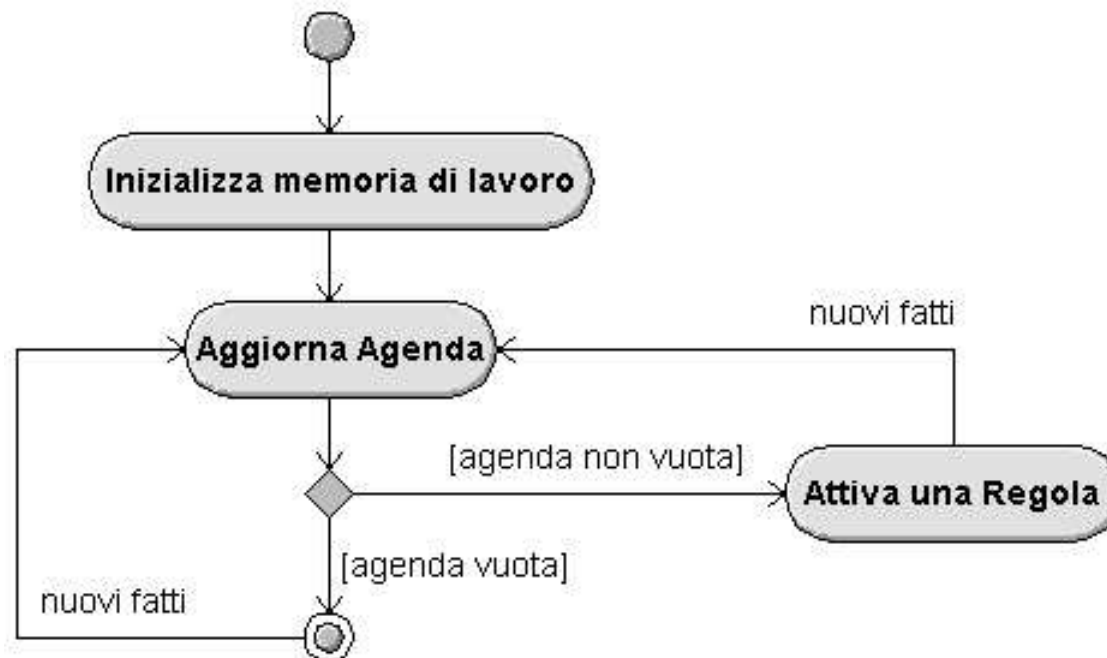 Inizializza memoria di lavoro
nuovi fatti
Aggiorna Agenda
[agenda non vuota]
Attiva una Regola
[agenda vuota]
nuovi fatti